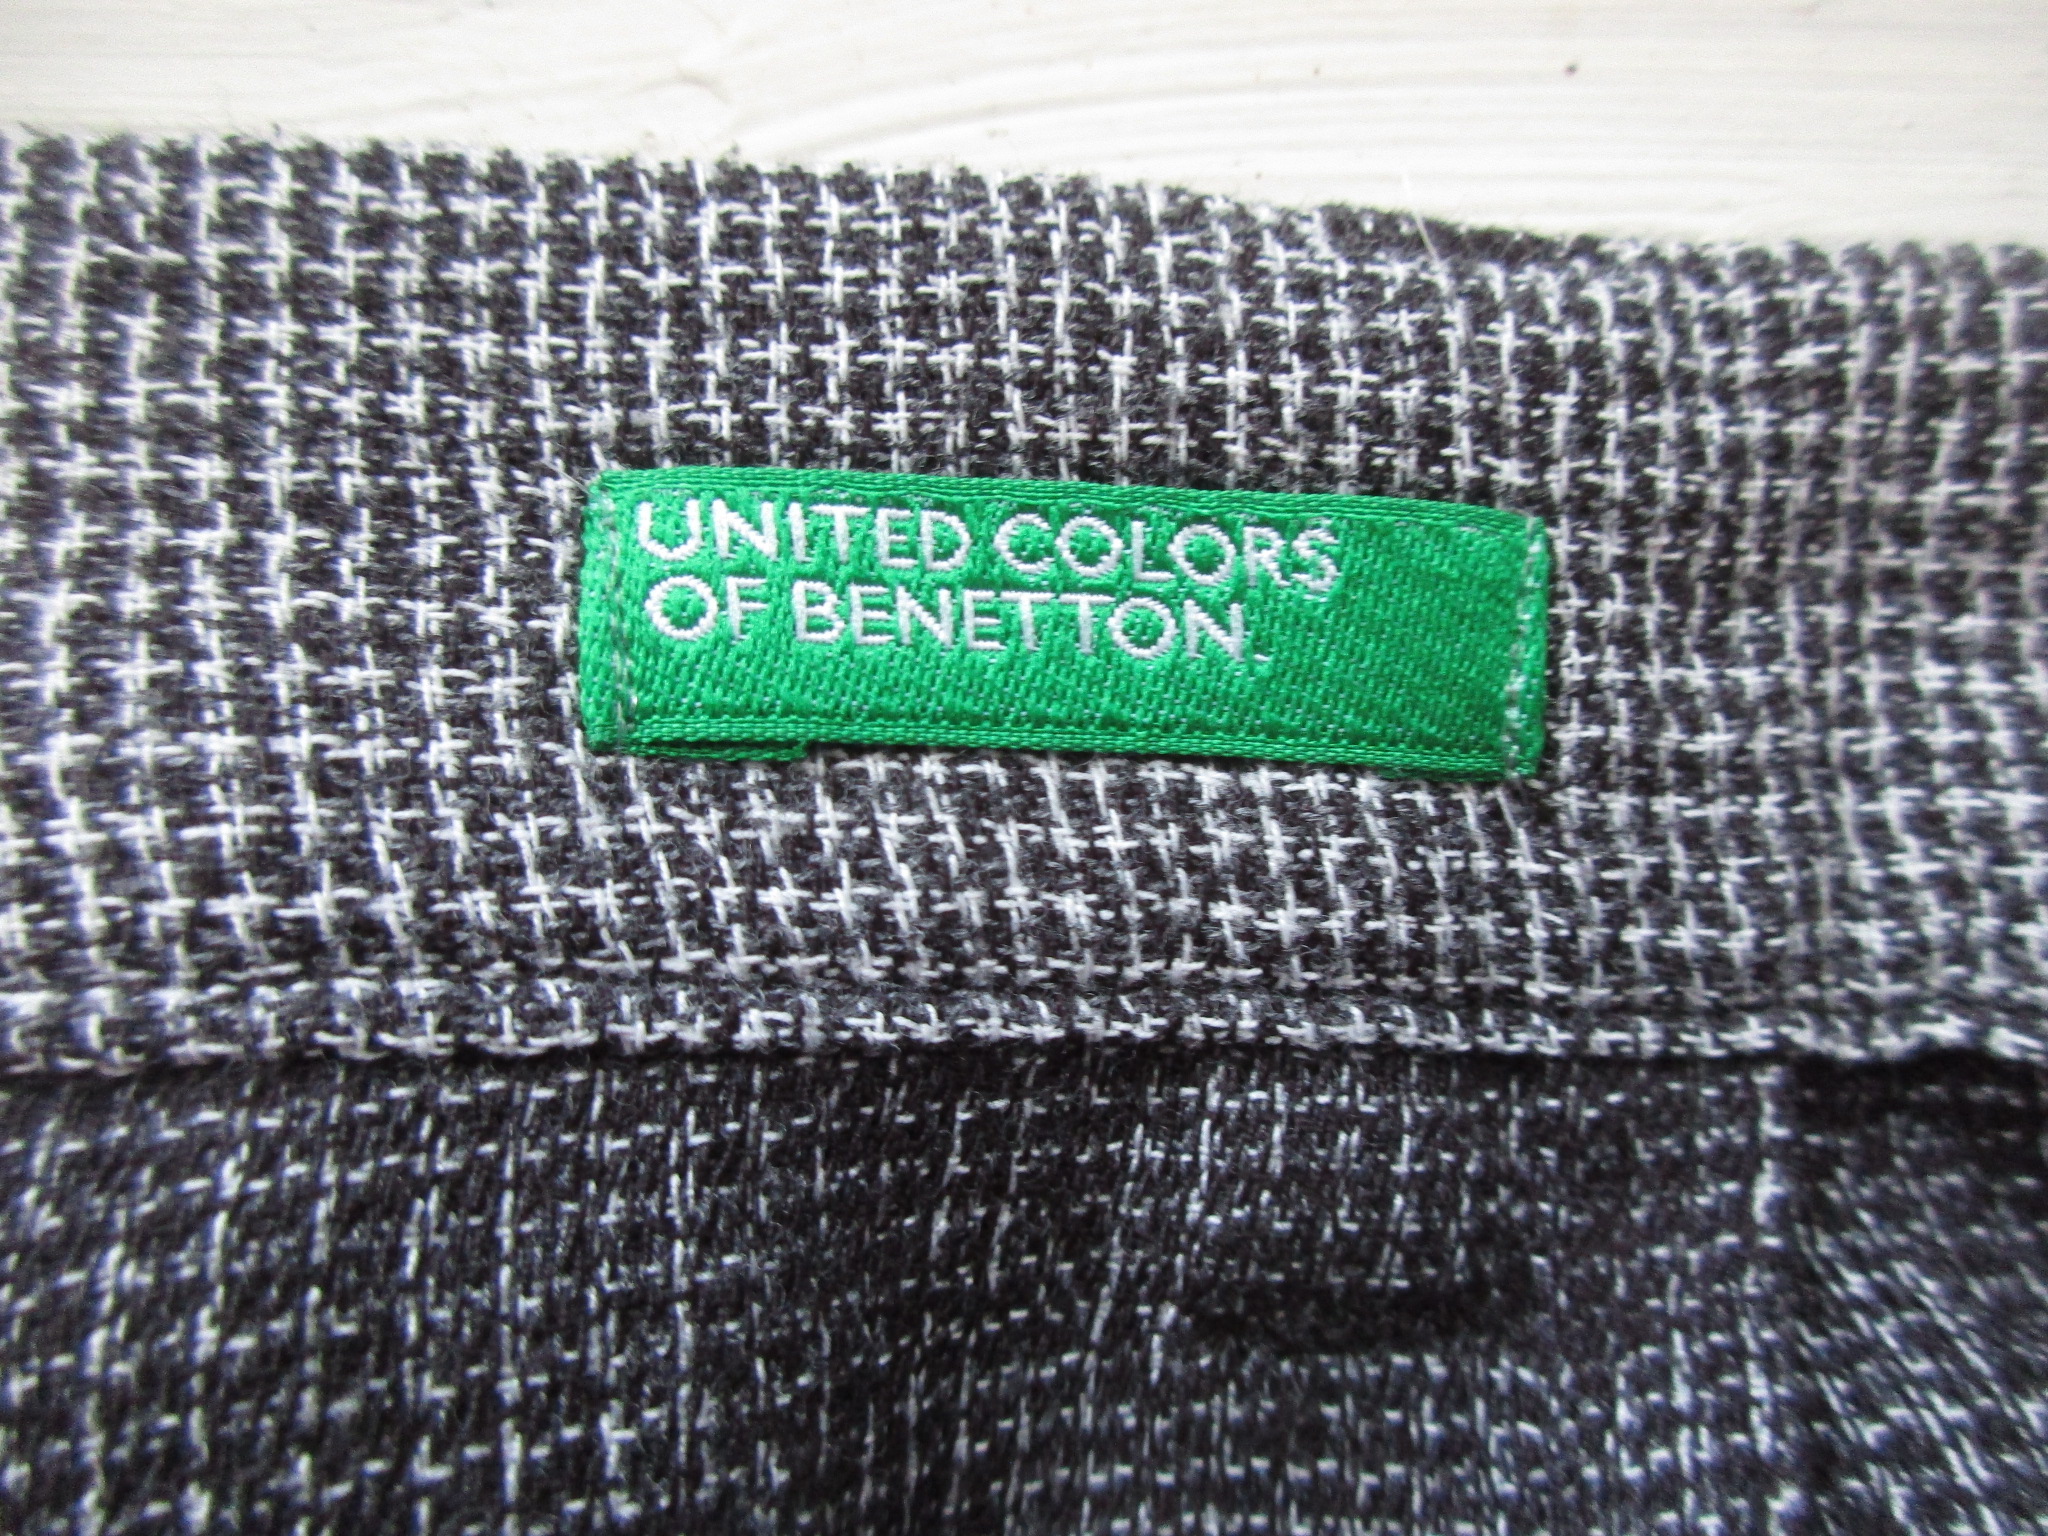 UNITED COLORS
OF BENETTON.